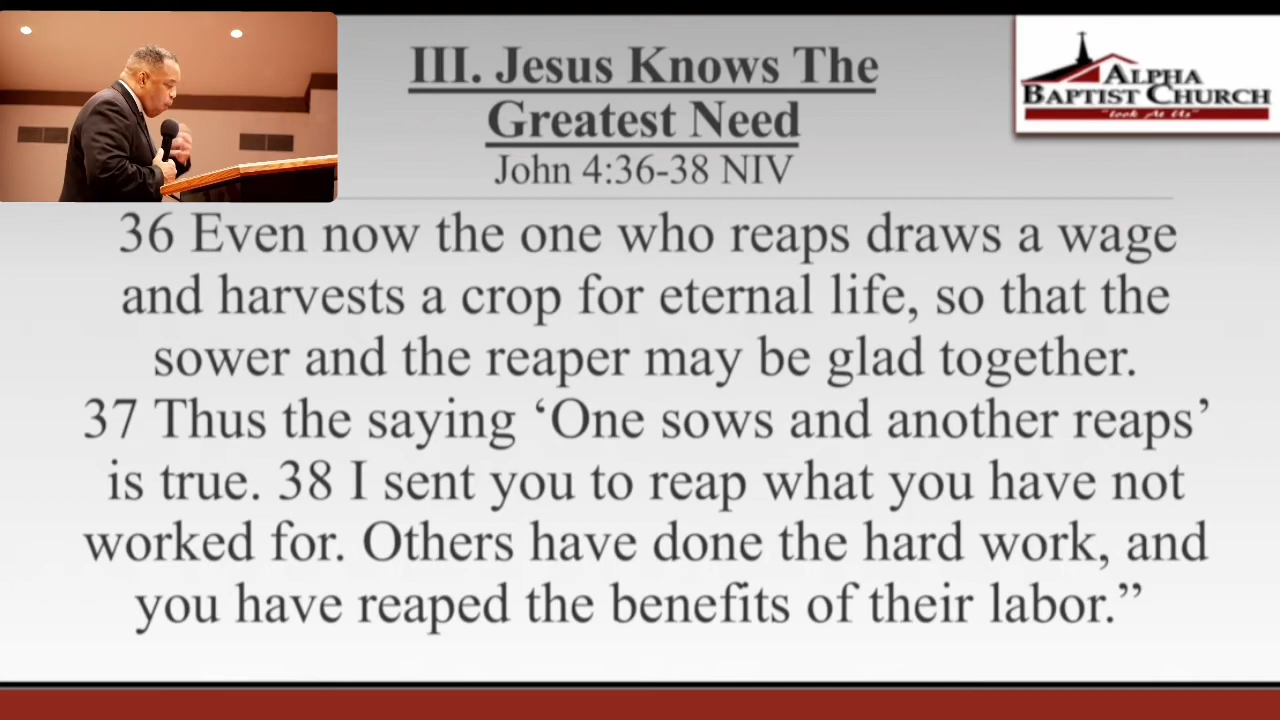 III. Jesus Knows The
Greatest Need
John 4:36-38 NIV
ALPHA
BAPTIST CHURCH
"Look At Us"
36 Even now the one who reaps draws a wage
and harvests a crop for eternal life, so that the
sower and the reaper may be glad together.
37 Thus the saying ‘One sows and another reaps’
is true. 38 I sent you to reap what you have not
worked for. Others have done the hard work, and
you have reaped the benefits of their labor.”